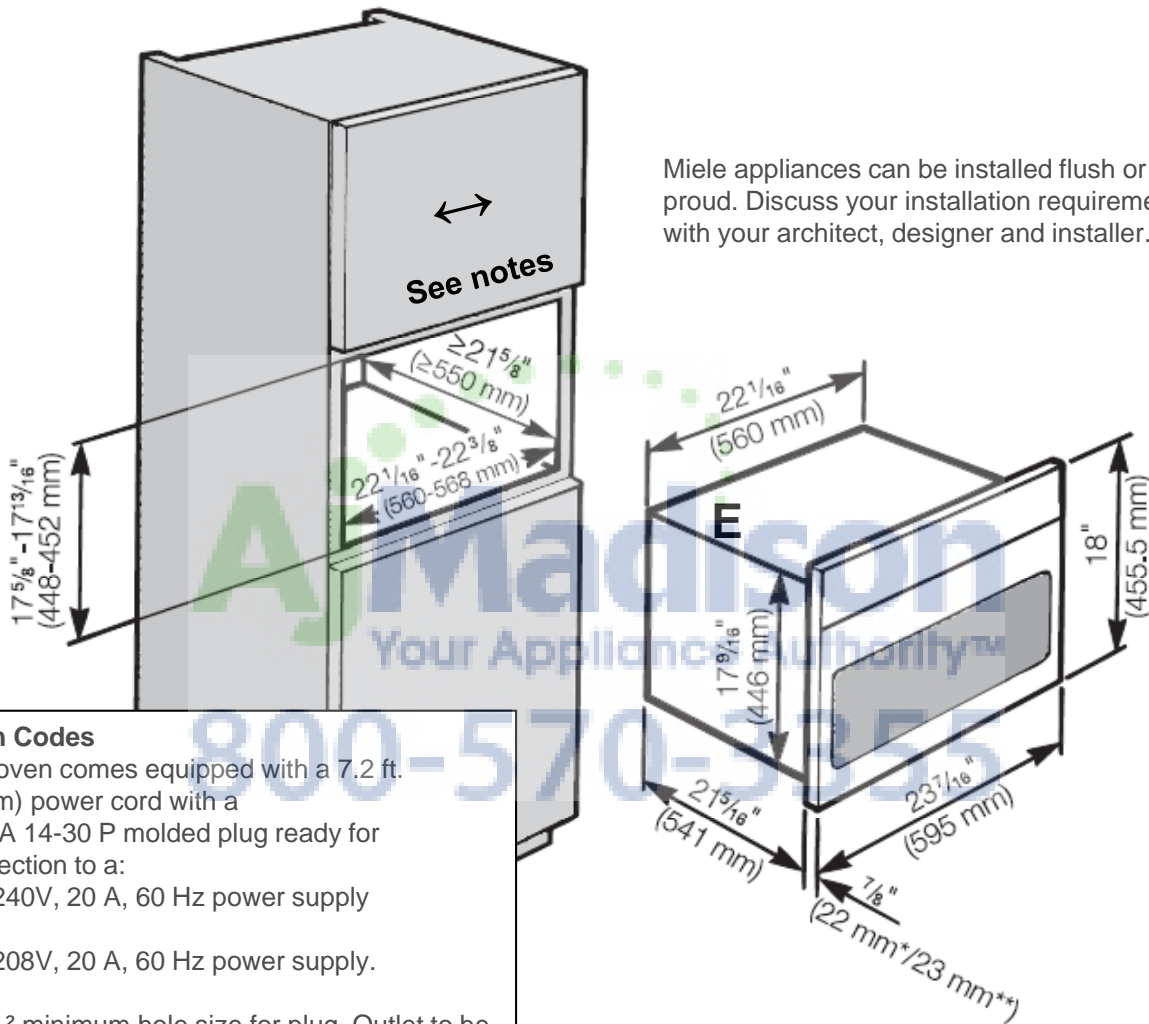 Miele appliances can be installed flush or
proud. Discuss your installation
with your architect, designer and installer.
↔
See notes
≥21⁵⁄₈"
(≥550 mm)
22¹⁄₁₆"-22³⁄₈"
(560-568 mm)
17⁵⁄₈"-17¹³⁄₁₆"
(448-452 mm)
22¹⁄₁₆"
(560 mm)
E
17⁹⁄₁₆"
(446 mm)
18"
(455.5 mm)
21⁵⁄₁₆"
(541 mm)
23⁷⁄₁₆"
(595 mm)
⁷⁄₈"
(22 mm*/23 mm**)
AjMadison
Your Appliance Authority™
800-570-3355
Codes
oven comes equipped with a 7.2 ft.
m) power cord with a
A 14-30 P molded plug ready for
ection to a:
240V, 20 A, 60 Hz power supply
208V, 20 A, 60 Hz power supply.
minimum hole size for plug. Outlet to be